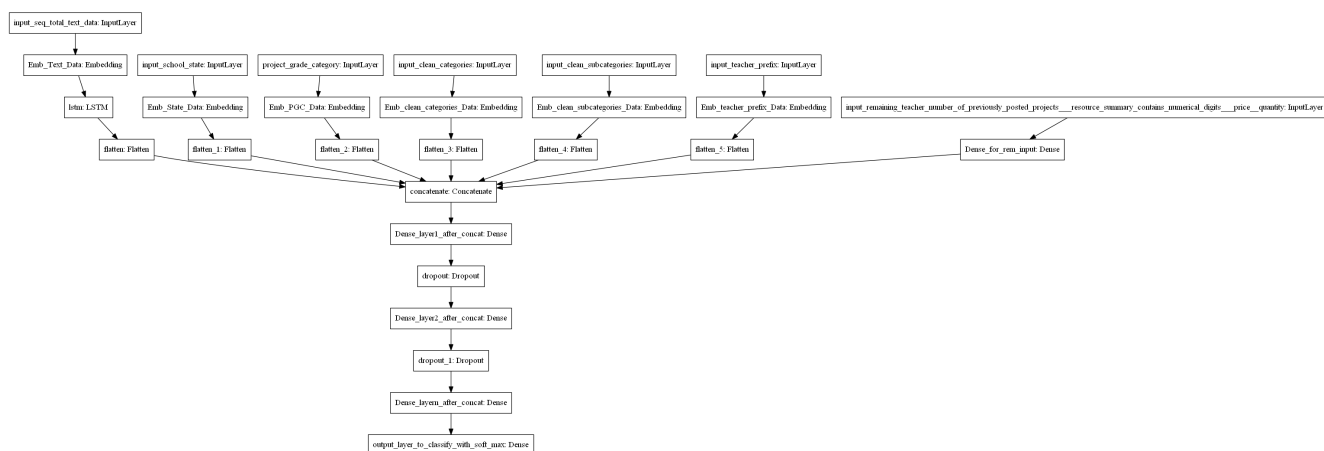 input_seq_total_text_data: InputLayer
Emb_Text_Data: Embedding
input_school_state: InputLayer
project_grade_category: InputLayer
input_clean_categories: InputLayer
input_clean_subcategories: InputLayer
input_teacher_prefix: InputLayer
lstm: LSTM
Emb_State_Data: Embedding
Emb_PGC_Data: Embedding
Emb_clean_categories_Data: Embedding
Emb_clean_subcategories_Data: Embedding
Emb_teacher_prefix_Data: Embedding
input_remaining_teacher_number_of_previously_posted_projects___resource_summary_contains_numerical_digits___price__quantity: InputLayer
flatten: Flatten
flatten_1: Flatten
flatten_2: Flatten
flatten_3: Flatten
flatten_4: Flatten
flatten_5: Flatten
Dense_for_rem_input: Dense
concatenate: Concatenate
Dense_layer1_after_concat: Dense
dropout: Dropout
Dense_layer2_after_concat: Dense
dropout_1: Dropout
Dense_layern_after_concat: Dense
output_layer_to_classify_with_soft_max: Dense